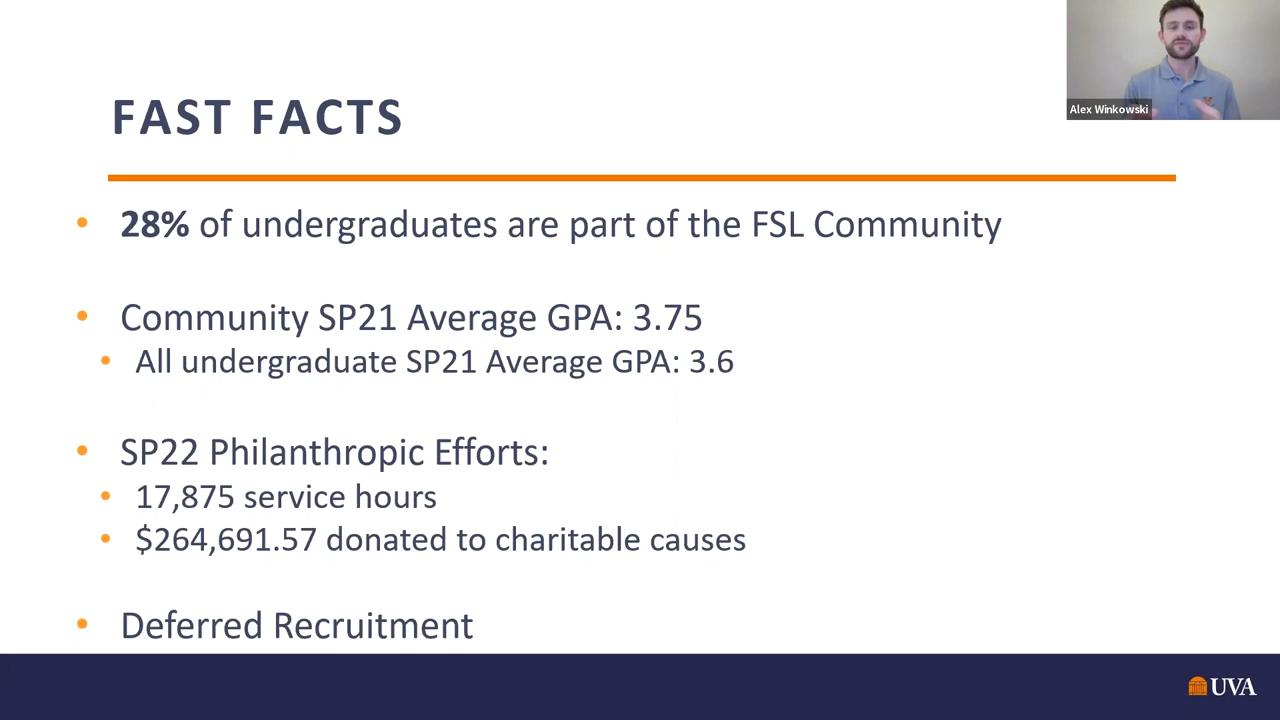 Alex Winkowski
FAST FACTS
• 28% of undergraduates are part of the FSL Community
• Community SP21 Average GPA: 3.75
• All undergraduate SP21 Average GPA: 3.6
• SP22 Philanthropic Efforts:
• 17,875 service hours
• $264,691.57 donated to charitable causes
• Deferred Recruitment
UVA